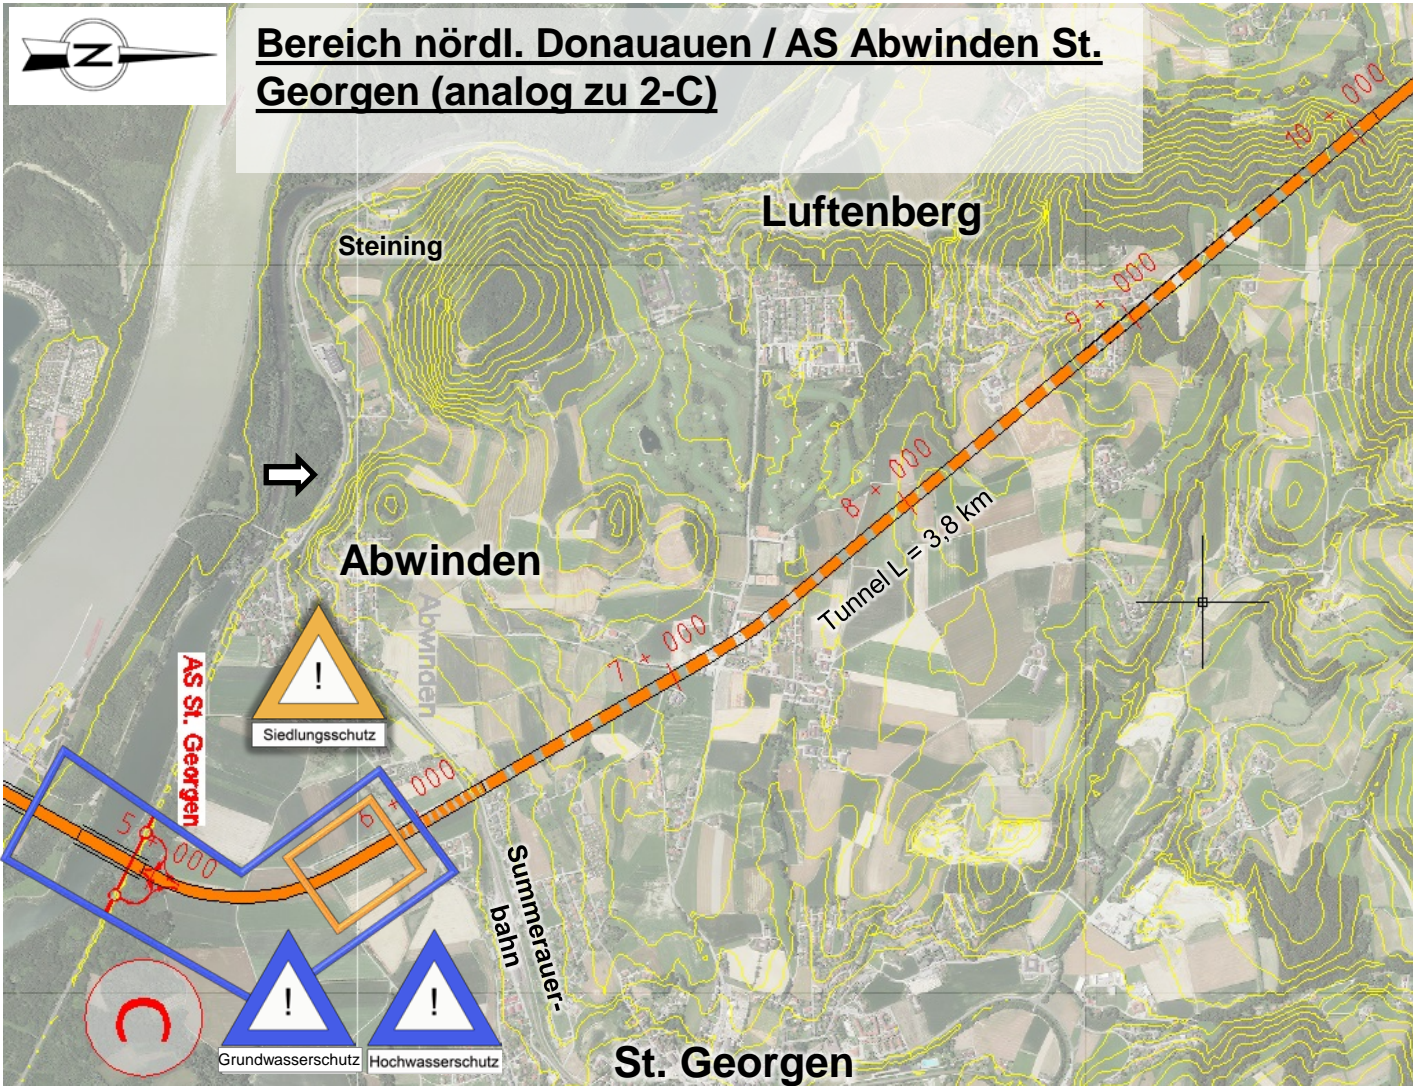 Z
Bereich nördl. Donauauen / AS Abwinden St.
Georgen (analog zu 2-C)
10 + 000
Luftenberg
Steining
9 + 000
8 + 000
Tunnel L = 3,8 km
Abwinden
Abwinden
7 + 000
!
Siedlungsschutz
AS St. Georgen
6 + 000
5 + 000
Summerauer-
bahn
!
Grundwasserschutz
!
Hochwasserschutz
C
St. Georgen